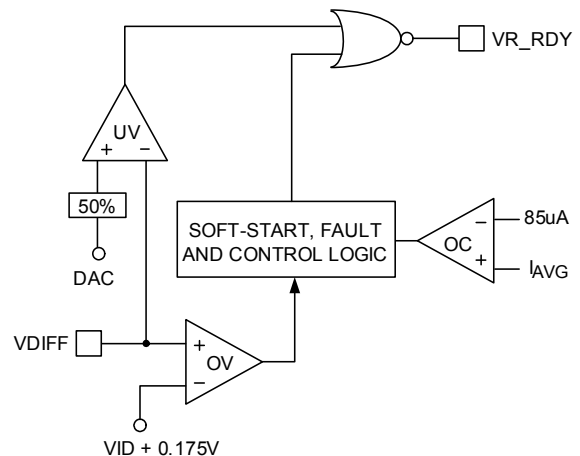 VR_RDY
UV
+ −
50%
DAC
SOFT-START, FAULT
AND CONTROL LOGIC
− 85uA
OC
+ IAVG
VDIFF
+
OV
−
VID + 0.175V